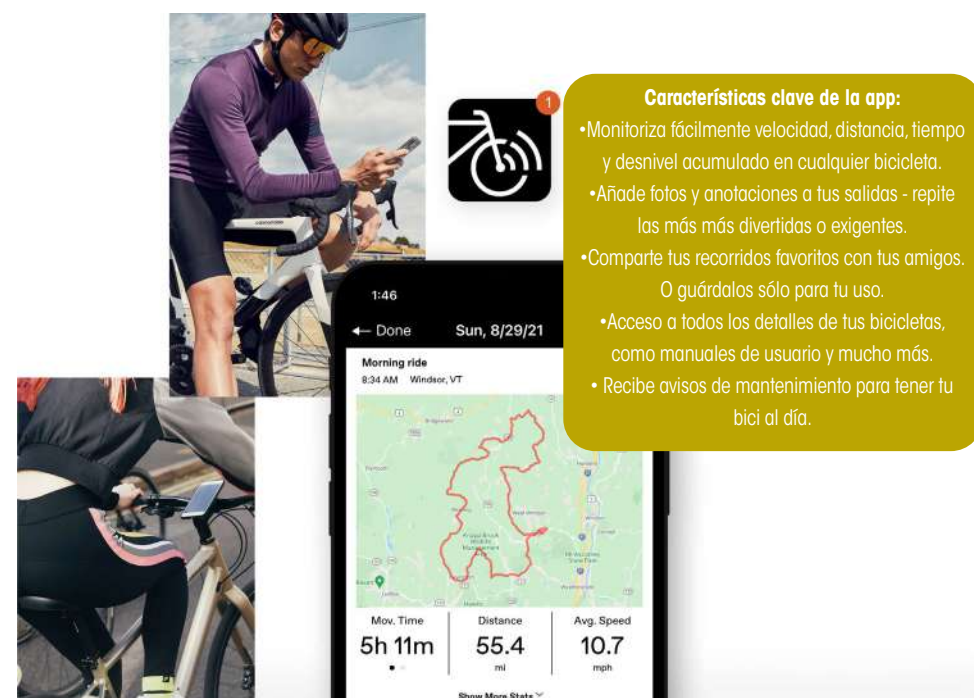 1
Características clave de la app:
•Monitoriza fácilmente velocidad, distancia, tiempo
y desnivel acumulado en cualquier bicicleta.
•Añade fotos y anotaciones a tus salidas - repite
las más más divertidas o exigentes.
•Comparte tus recorridos favoritos con tus amigos.
O guárdalos sólo para tu uso.
•Acceso a todos los detalles de tus bicicletas,
como manuales de usuario y mucho más.
• Recibe avisos de mantenimiento para tener tu
bici al día.
1:46
← Done Sun, 8/29/21
Morning ride
8:34 AM Windsor, VT
Mov. Time Distance Avg. Speed
5h 11m 55.4 10.7
mi mph
Show More Stats